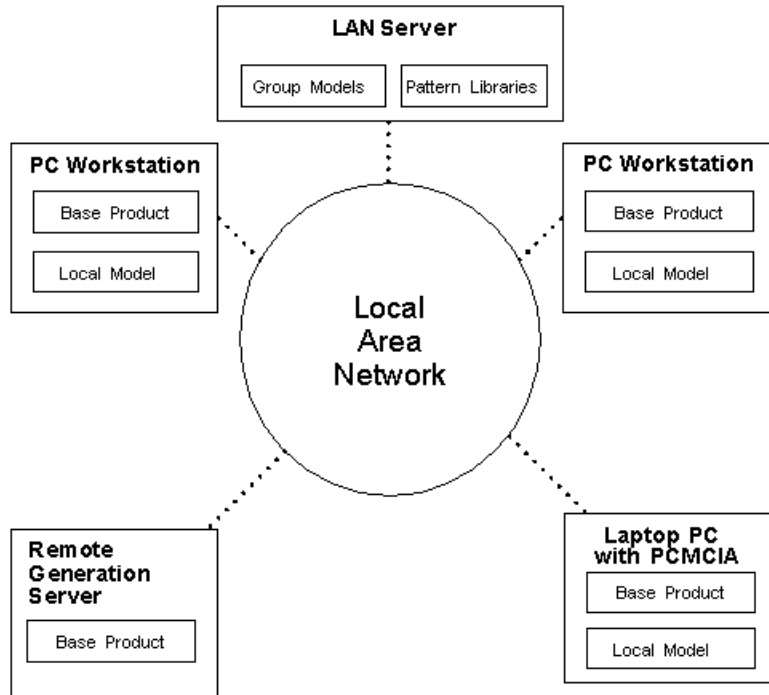 LAN Server
Group Models
Pattern Libraries
PC Workstation
Base Product
Local Model
PC Workstation
Base Product
Local Model
Local
Area
Network
Remote
Generation
Server
Base Product
Laptop PC
with PCMCIA
Base Product
Local Model